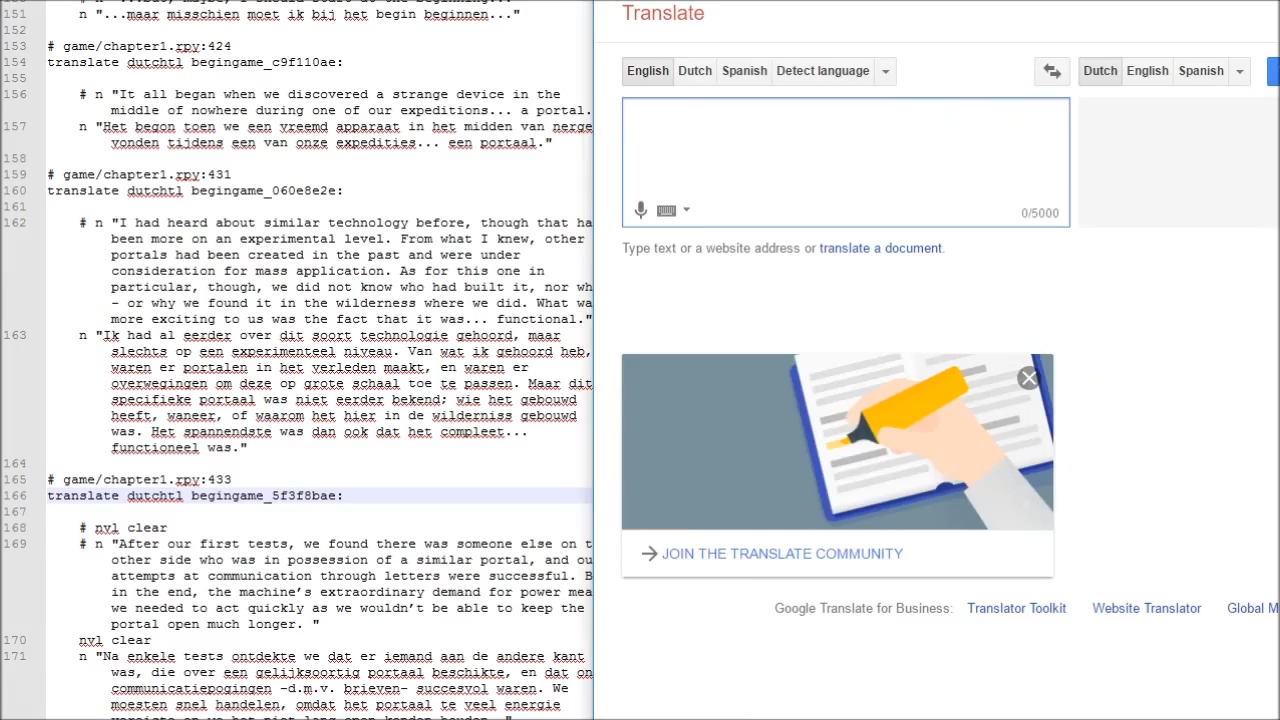 151 n "...maar misschien moet ik bij het begin beginnen..."
152
153 # game/chapter1.rpy:424
154 translate dutchtl begingame_c9f110ae:
155
156 # n "It all began when we discovered a strange device in the
middle of nowhere during one of our expeditions... a portal.
157 n "Het begon toen we een vreemd apparaat in het midden van nerge
vonden tijdens een van onze expedities... een portaal."
158
159 # game/chapter1.rpy:431
160 translate dutchtl begingame_060e8e2e:
161
162 # n "I had heard about similar technology before, though that ha
been more on an experimental level. From what I knew, other
portals had been created in the past and were under
consideration for mass application. As for this one in
particular, though, we did not know who had built it, nor wh
- or why we found it in the wilderness where we did. What wa
more exciting to us was the fact that it was... functional."
163 n "Ik had al eerder over dit soort technologie gehoord, maar
slechts op een experimenteel niveau. Van wat ik gehoord heb,
waren er portalen in het verleden maakt, en waren er
overwegingen om deze op grote schaal toe te passen. Maar dit
specifieke portaal was niet eerder bekend; wie het gebouwd
heeft, waneer, of waarom het hier in de wilderniss gebouwd
was. Het spannendste was dan ook dat het compleet...
functioneel was."
164
165 # game/chapter1.rpy:433
166 translate dutchtl begingame_5f3f8bae:
167
168 # nvl clear
169 # n "After our first tests, we found there was someone else on t
other side who was in possession of a similar portal, and ou
attempts at communication through letters were successful. B
in the end, the machine’s extraordinary demand for power mea
we needed to act quickly as we wouldn’t be able to keep the
portal open much longer. "
170 nvl clear
171 n "Na enkele tests ontdekte we dat er iemand aan de andere kant
was, die over een gelijksoortig portaal beschikte, en dat on
communicatiepogingen -d.m.v. brieven- succesvol waren. We
moesten snel handelen, omdat het portaal te veel energie
Translate
English Dutch Spanish Detect language
Dutch English Spanish
0/5000
Type text or a website address or translate a document.
JOIN THE TRANSLATE COMMUNITY
Google Translate for Business: Translator Toolkit Website Translator Global M